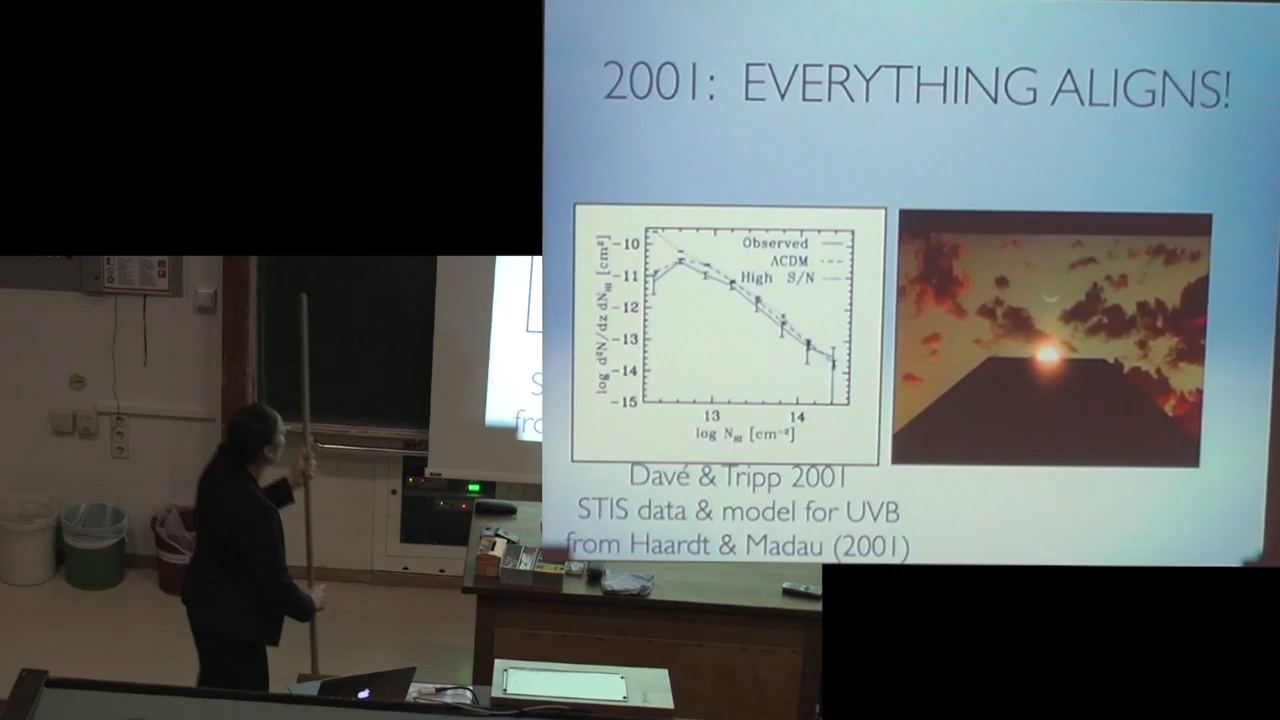 2001: EVERYTHING ALIGNS!
Observed
ΛCDM
High S/N
log d²N/dz dN_HI [cm²]
-10
-11
-12
-13
-14
-15
13
14
log N_HI [cm⁻²]
Davé & Tripp 2001
STIS data & model for UVB
from Haardt & Madau (2001)
S
fro